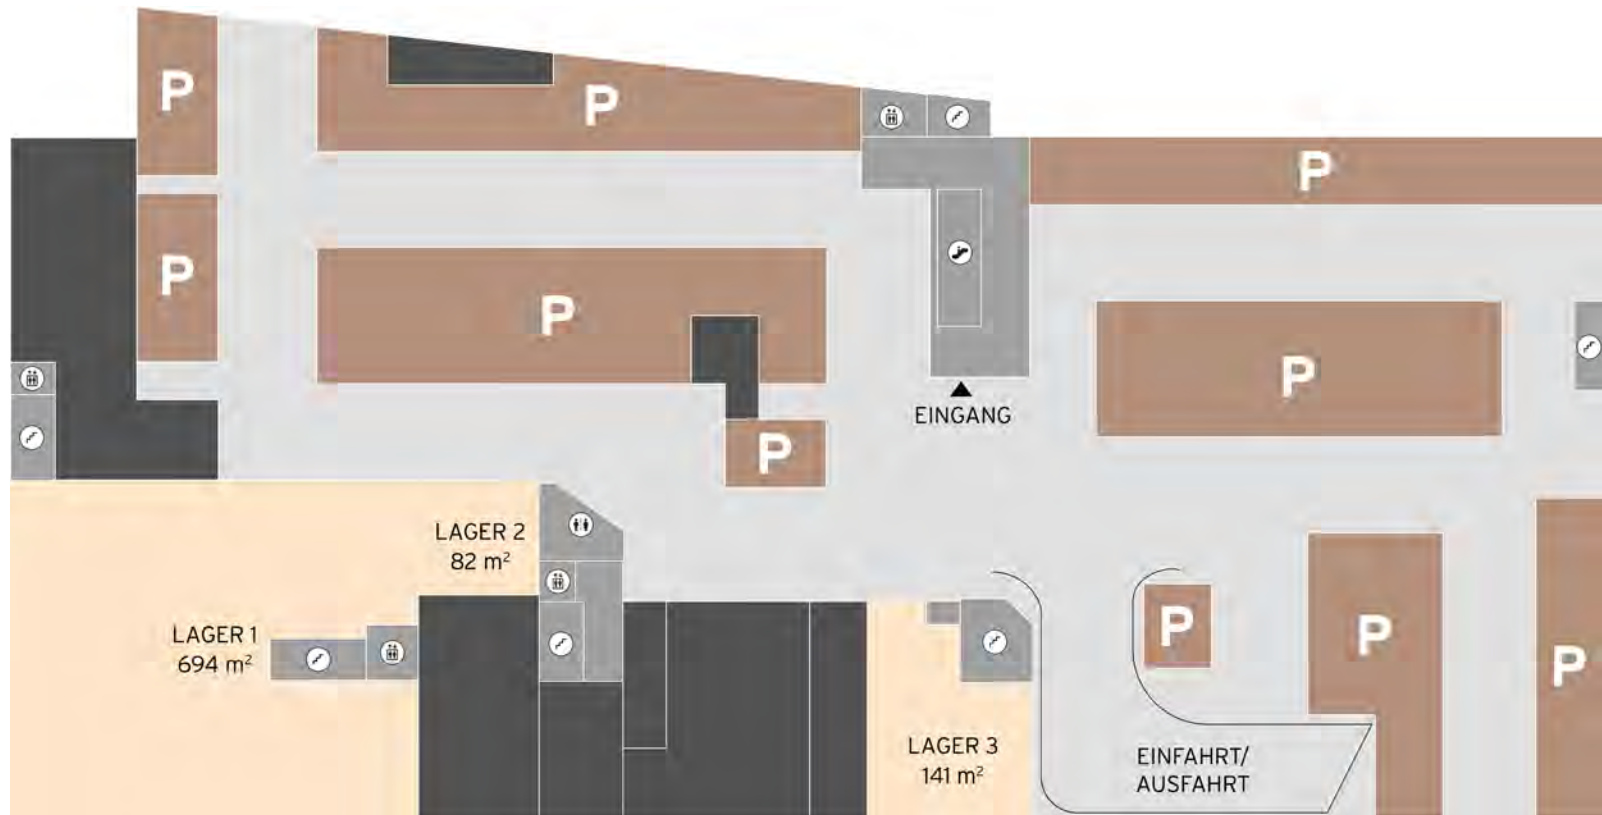 P
P
P
P
P
P
P
EINGANG
P
LAGER 2
82 m²
LAGER 1
694 m²
P
P
P
LAGER 3
141 m²
EINFAHRT/
AUSFAHRT